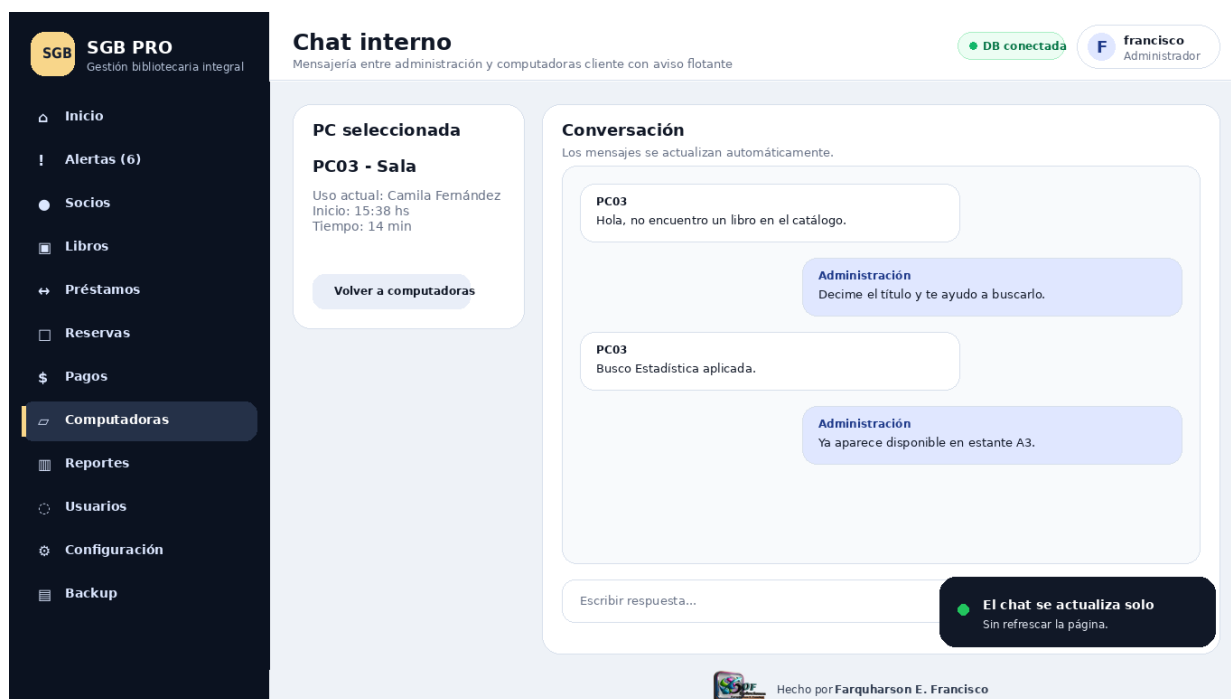 SGB
SGB PRO
Gestión bibliotecaria integral
Inicio
! Alertas (6)
Socios
Libros
Préstamos
Reservas
$ Pagos
Computadoras
Reportes
Usuarios
Configuración
Backup
Chat interno
Mensajería entre administración y computadoras cliente con aviso flotante
DB conectada
F
francisco
Administrador
PC seleccionada
PC03 - Sala
Uso actual: Camila Fernández
Inicio: 15:38 hs
Tiempo: 14 min
Volver a computadoras
Conversación
Los mensajes se actualizan automáticamente.
PC03
Hola, no encuentro un libro en el catálogo.
Administración
Decime el título y te ayudo a buscarlo.
PC03
Busco Estadística aplicada.
Administración
Ya aparece disponible en estante A3.
Escribir respuesta...
El chat se actualiza solo
Sin refrescar la página.
Hecho por Farquharson E. Francisco